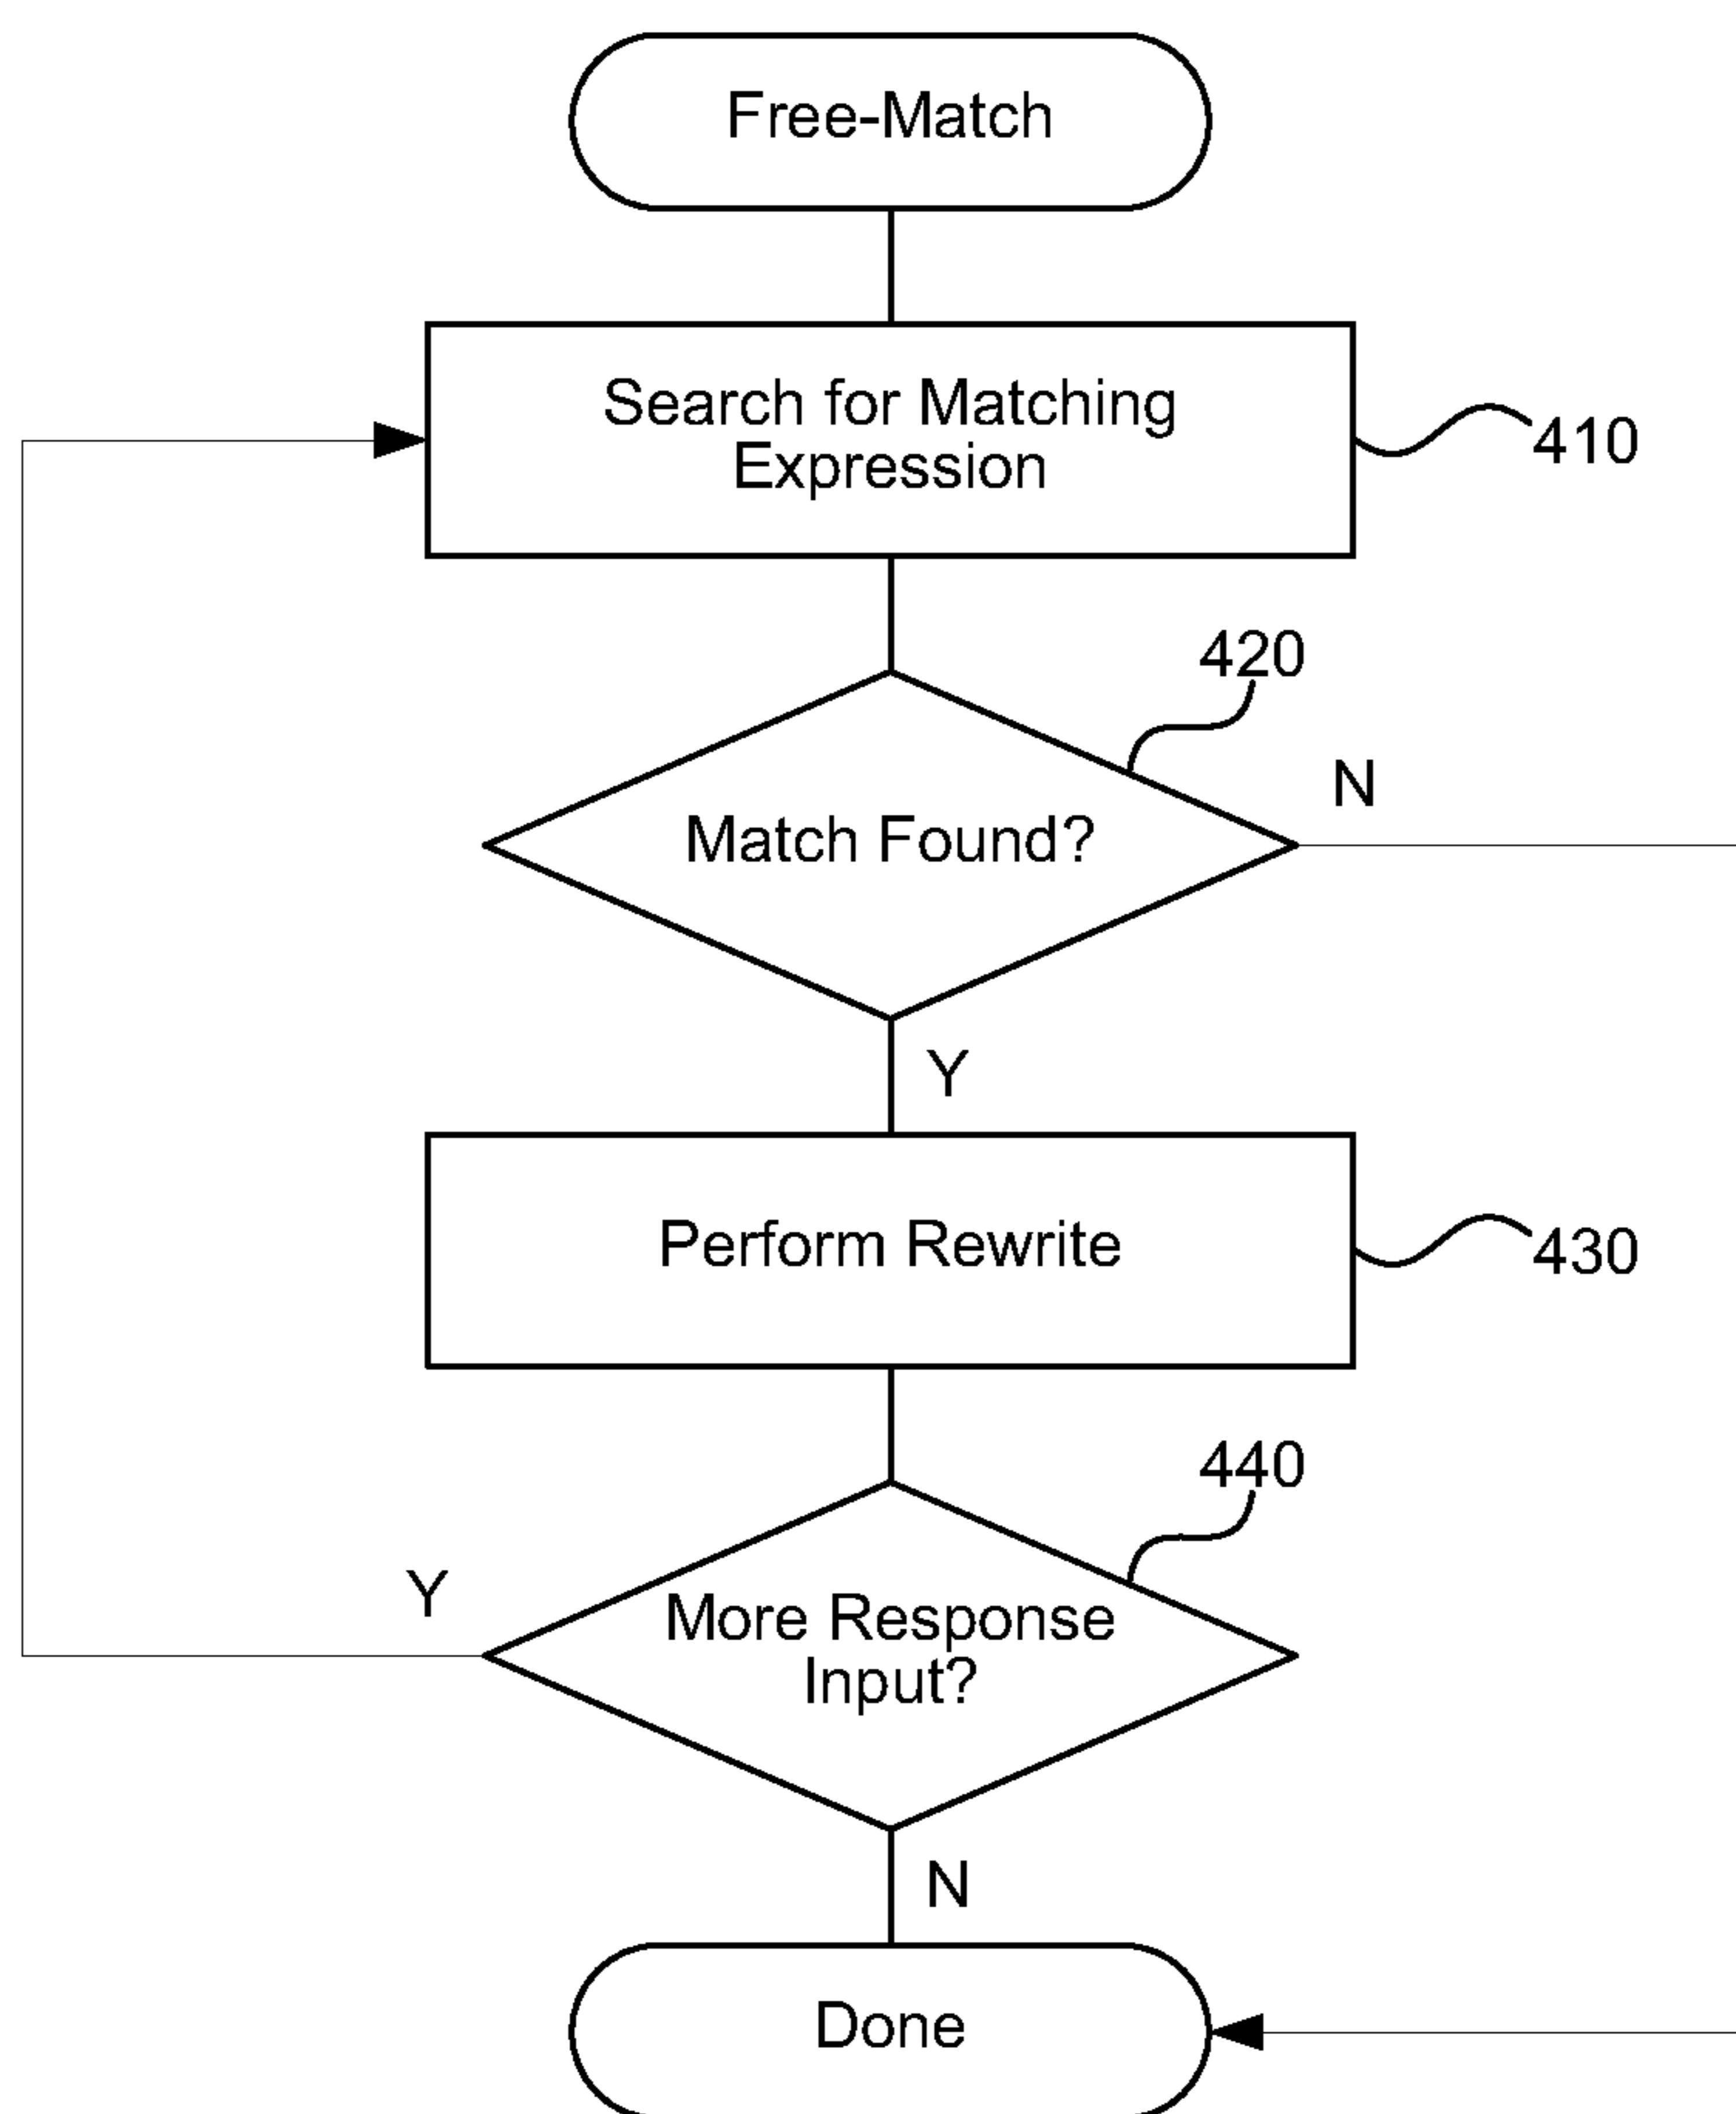 Free-Match
Search for Matching
Expression
410
420
N
Match Found?
Y
Perform Rewrite
430
440
Y
More Response
Input?
N
Done